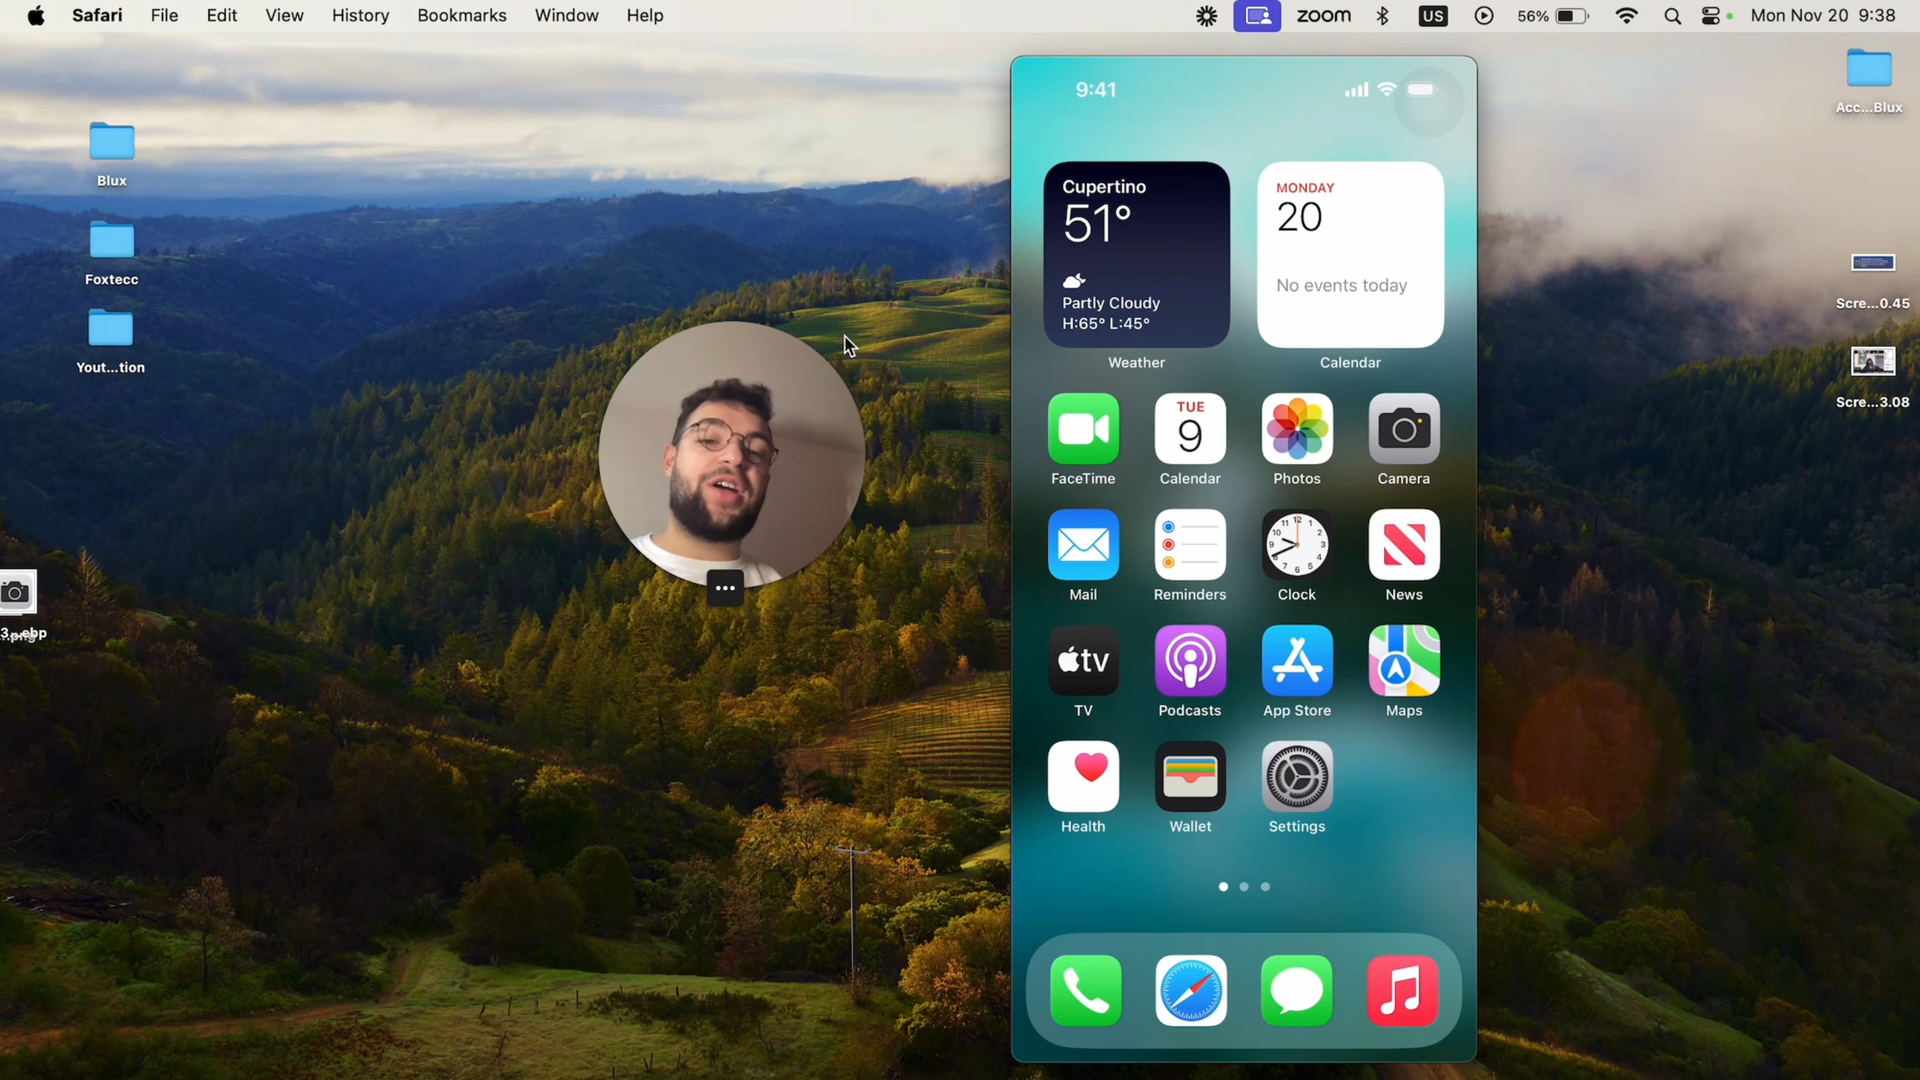 Safari File Edit View History Bookmarks Window Help zoom US 56% Mon Nov 20 9:38
Blux
Foxtecc
Yout...tion
Acc...Blux
Scre...0.45
Scre...3.08
9:41
Cupertino
51°
Partly Cloudy
H:65° L:45°
Weather
MONDAY
20
No events today
Calendar
TUE
9
FaceTime Calendar Photos Camera
12
Mail Reminders Clock News
tv
TV Podcasts App Store Maps
Health Wallet Settings